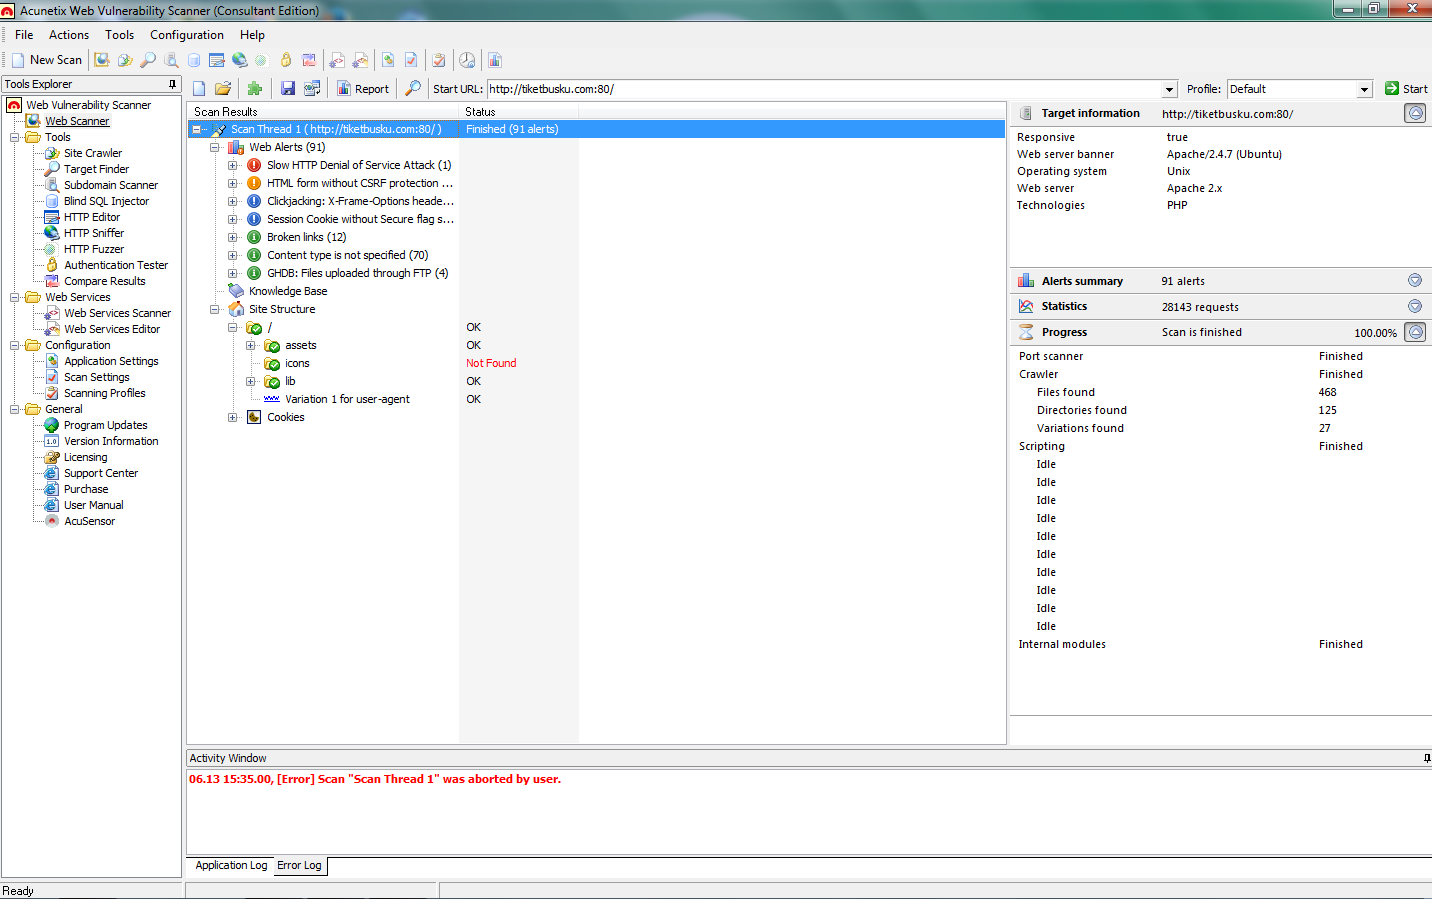 Acunetix Web Vulnerability Scanner (Consultant Edition)
File Actions Tools Configuration Help
New Scan
Tools Explorer
Web Vulnerability Scanner
Web Scanner
Tools
Site Crawler
Target Finder
Subdomain Scanner
Blind SQL Injector
HTTP Editor
HTTP Sniffer
HTTP Fuzzer
Authentication Tester
Compare Results
Web Services
Web Services Scanner
Web Services Editor
Configuration
Application Settings
Scan Settings
Scanning Profiles
General
Program Updates
1.0 Version Information
Licensing
Support Center
Purchase
User Manual
AcuSensor
Report Start URL: http://tiketbusku.com:80/ Profile: Default Start
Scan Results Status
Scan Thread 1 ( http://tiketbusku.com:80/ ) Finished (91 alerts)
Web Alerts (91)
Slow HTTP Denial of Service Attack (1)
HTML form without CSRF protection ...
Clickjacking: X-Frame-Options heade...
Session Cookie without Secure flag s...
Broken links (12)
Content type is not specified (70)
GHDB: Files uploaded through FTP (4)
Knowledge Base
Site Structure
/ OK
assets OK
icons Not Found
lib OK
Variation 1 for user-agent OK
Cookies
Target information http://tiketbusku.com:80/
Responsive true
Web server banner Apache/2.4.7 (Ubuntu)
Operating system Unix
Web server Apache 2.x
Technologies PHP
Alerts summary 91 alerts
Statistics 28143 requests
Progress Scan is finished 100.00%
Port scanner Finished
Crawler Finished
Files found 468
Directories found 125
Variations found 27
Scripting Finished
Idle
Idle
Idle
Idle
Idle
Idle
Idle
Idle
Idle
Idle
Internal modules Finished
Activity Window
06.13 15:35.00, [Error] Scan "Scan Thread 1" was aborted by user.
Application Log Error Log
Ready